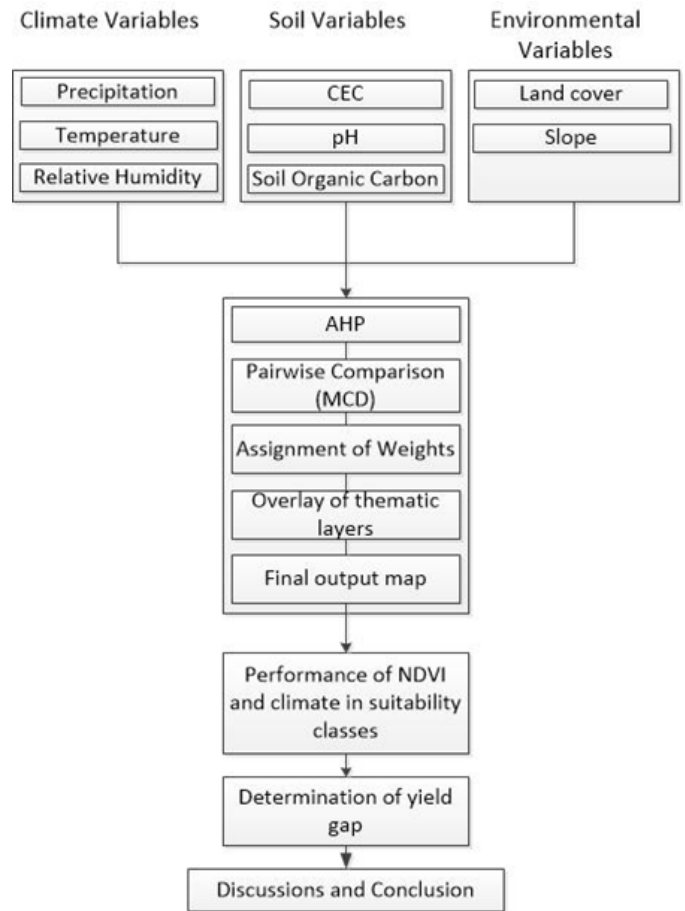 Climate Variables
Soil Variables
Environmental
Variables
Precipitation
Temperature
Relative Humidity
CEC
pH
Soil Organic Carbon
Land cover
Slope
AHP
Pairwise Comparison
(MCD)
Assignment of Weights
Overlay of thematic
layers
Final output map
Performance of NDVI
and climate in suitability
classes
Determination of yield
gap
Discussions and Conclusion